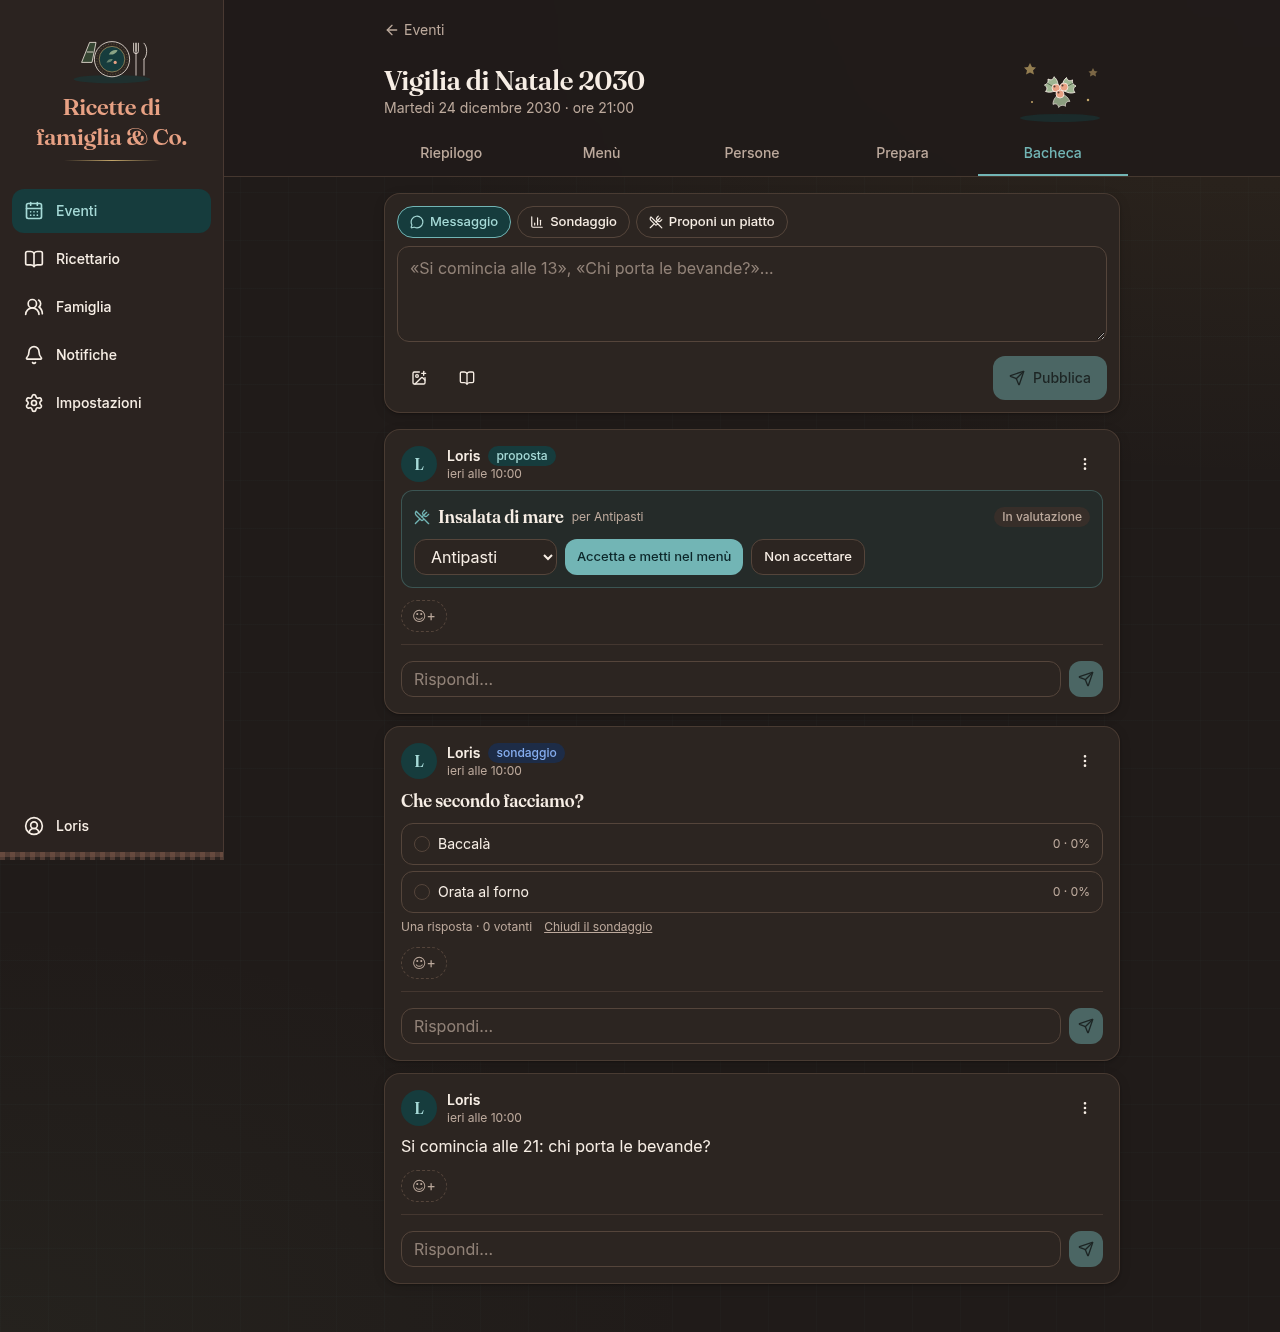 Ricette di
famiglia & Co.
Eventi
Ricettario
Famiglia
Notifiche
Impostazioni
Loris
Eventi
Vigilia di Natale 2030
Martedì 24 dicembre 2030 · ore 21:00
Riepilogo
Menù
Persone
Prepara
Bacheca
Messaggio
Sondaggio
Proponi un piatto
«Si comincia alle 13», «Chi porta le bevande?»…
Pubblica
L
Loris
proposta
ieri alle 10:00
Insalata di mare
per Antipasti
In valutazione
Antipasti
Accetta e metti nel menù
Non accettare
☺+
Rispondi…
L
Loris
sondaggio
ieri alle 10:00
Che secondo facciamo?
Baccalà
0 · 0%
Orata al forno
0 · 0%
Una risposta · 0 votanti
Chiudi il sondaggio
☺+
Rispondi…
L
Loris
ieri alle 10:00
Si comincia alle 21: chi porta le bevande?
☺+
Rispondi…